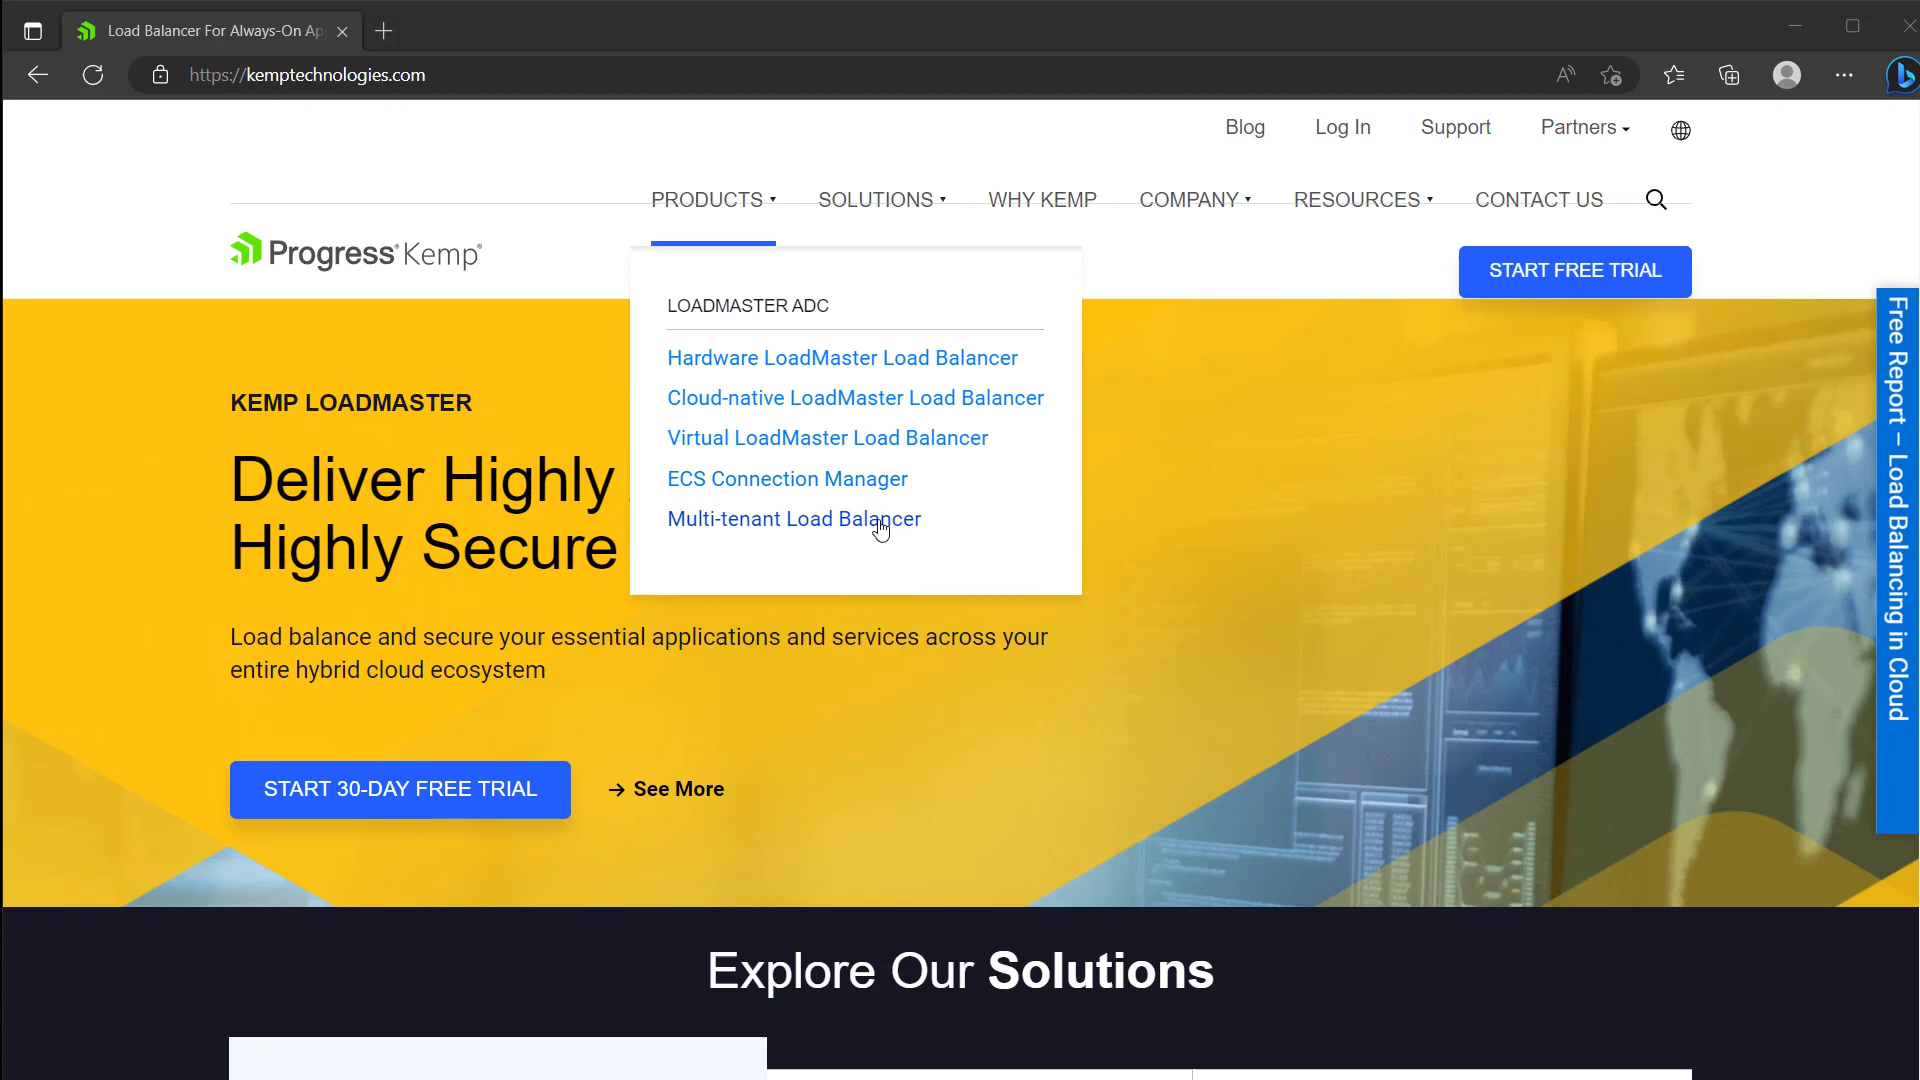 Load Balancer For Always-On Ap
https://kemptechnologies.com
Blog
Log In
Support
Partners
PRODUCTS
SOLUTIONS
WHY KEMP
COMPANY
RESOURCES
CONTACT US
Progress Kemp
START FREE TRIAL
LOADMASTER ADC
Hardware LoadMaster Load Balancer
Cloud-native LoadMaster Load Balancer
Virtual LoadMaster Load Balancer
ECS Connection Manager
Multi-tenant Load Balancer
KEMP LOADMASTER
Deliver Highly
Highly Secure
Load balance and secure your essential applications and services across your
entire hybrid cloud ecosystem
START 30-DAY FREE TRIAL
→ See More
Free Report – Load Balancing in Cloud
Explore Our Solutions